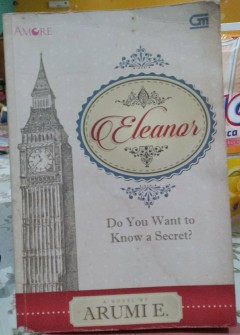 AMORE
GM
Eleanor
Do You Want to
Know a Secret?
A NOVEL BY
ARUMI E.